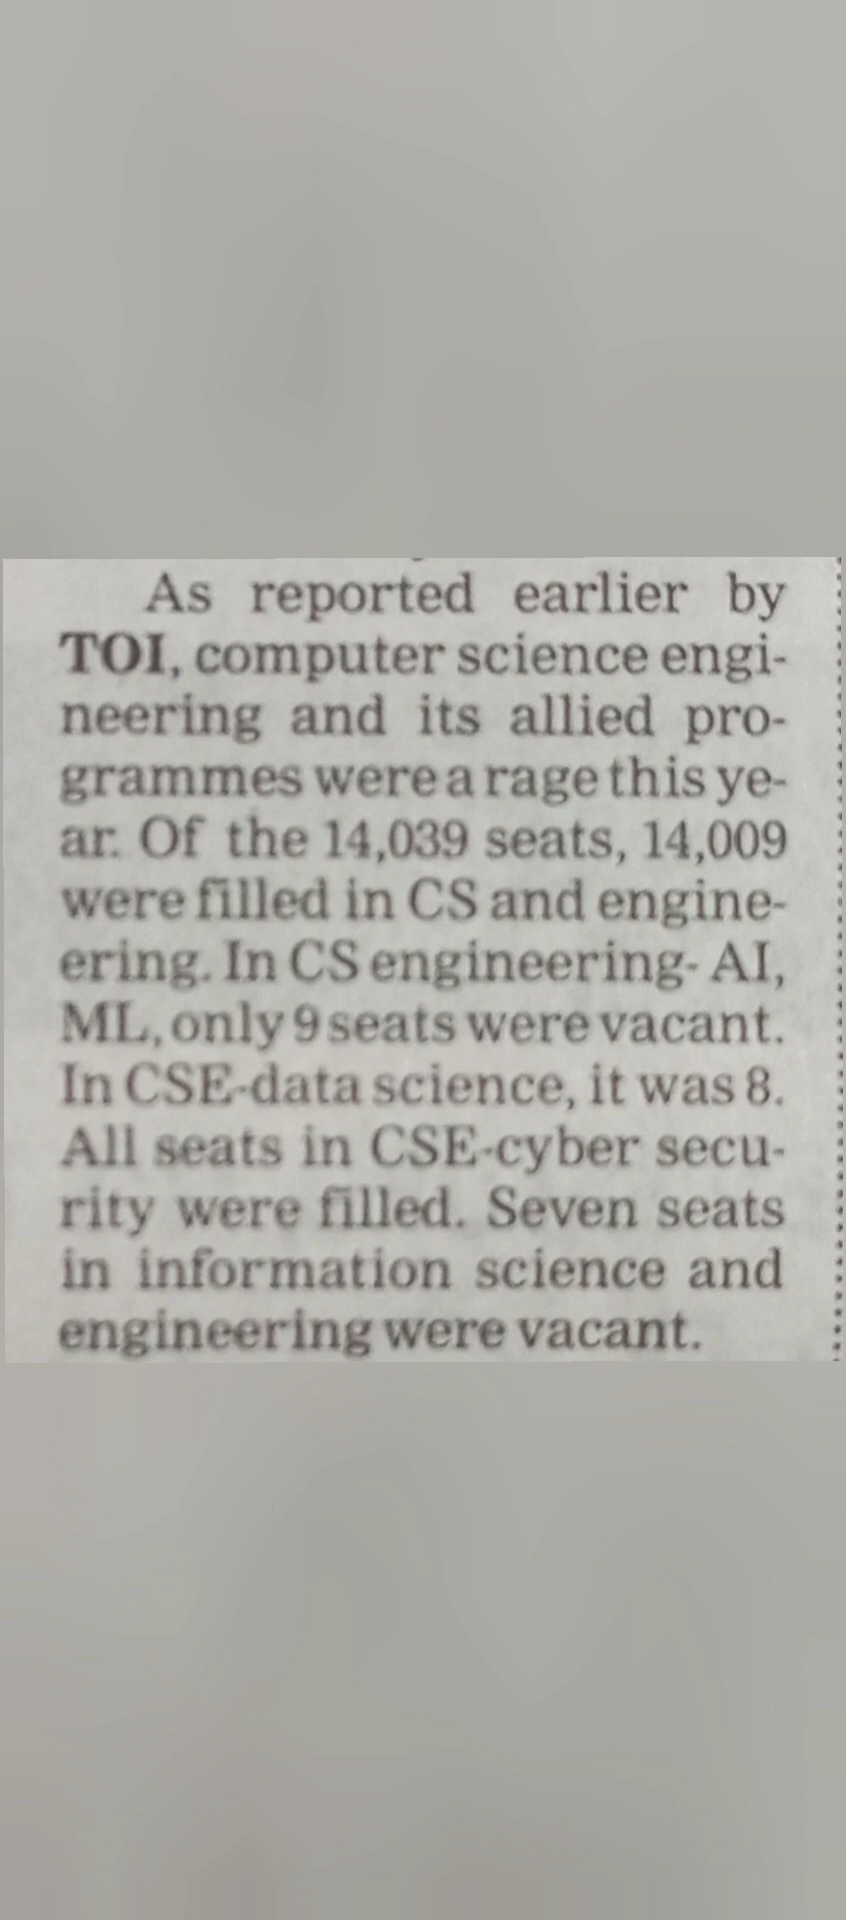 As reported earlier by
TOI, computer science engi-
neering and its allied pro-
grammes were a rage this ye-
ar. Of the 14,039 seats, 14,009
were filled in CS and engine-
ering. In CS engineering- AI,
ML, only 9 seats were vacant.
In CSE-data science, it was 8.
All seats in CSE-cyber secu-
rity were filled. Seven seats
in information science and
engineering were vacant.